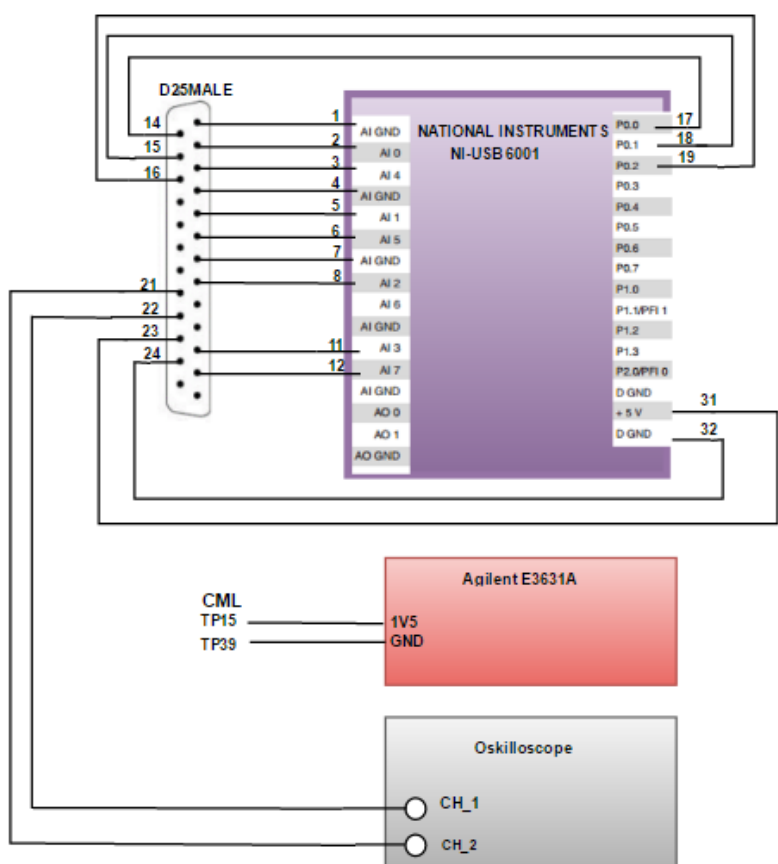 D25MALE
14
15
16
21
22
23
24
1
2
3
4
5
6
7
8
11
12
AI GND
AI 0
AI 4
AI GND
AI 1
AI 5
AI GND
AI 2
AI 6
AI GND
AI 3
AI 7
AI GND
AO 0
AO 1
AO GND
NATIONAL INSTRUMENTS
NI-USB 6001
P0.0
P0.1
P0.2
P0.3
P0.4
P0.5
P0.6
P0.7
P1.0
P1.1/PFI 1
P1.2
P1.3
P2.0/PFI 0
D GND
+ 5 V
D GND
17
18
19
31
32
Agilent E3631A
CML
TP15
TP39
1V5
GND
Oskilloscope
CH_1
CH_2